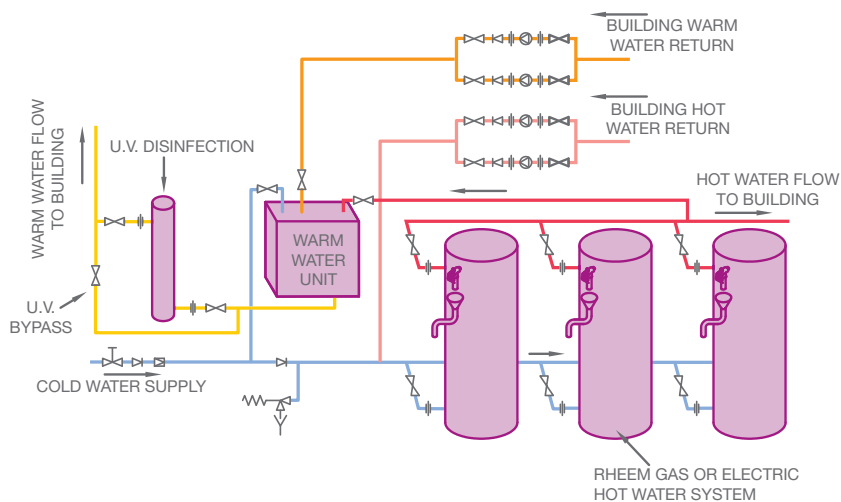 BUILDING WARM
WATER RETURN
BUILDING HOT
WATER RETURN
WARM WATER FLOW
TO BUILDING
U.V. DISINFECTION
HOT WATER FLOW
TO BUILDING
WARM
WATER
UNIT
U.V.
BYPASS
COLD WATER SUPPLY
RHEEM GAS OR ELECTRIC
HOT WATER SYSTEM